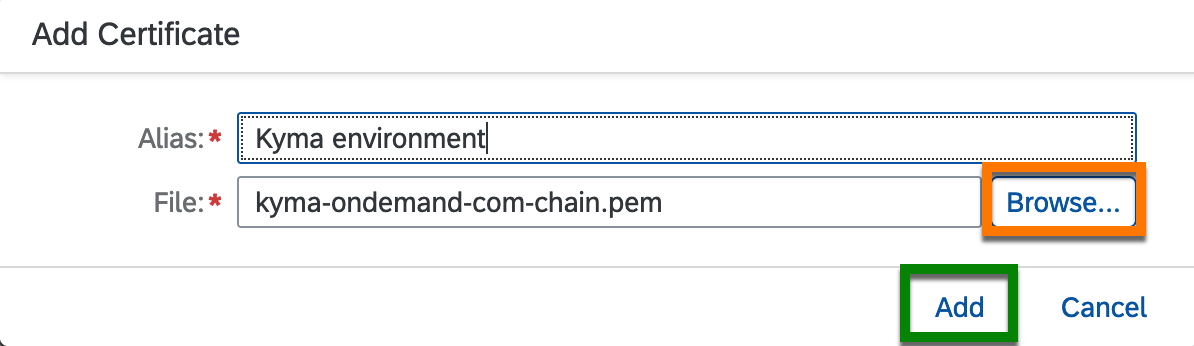 Add Certificate
Alias:* Kyma environment
File:* kyma-ondemand-com-chain.pem Browse...
Add Cancel